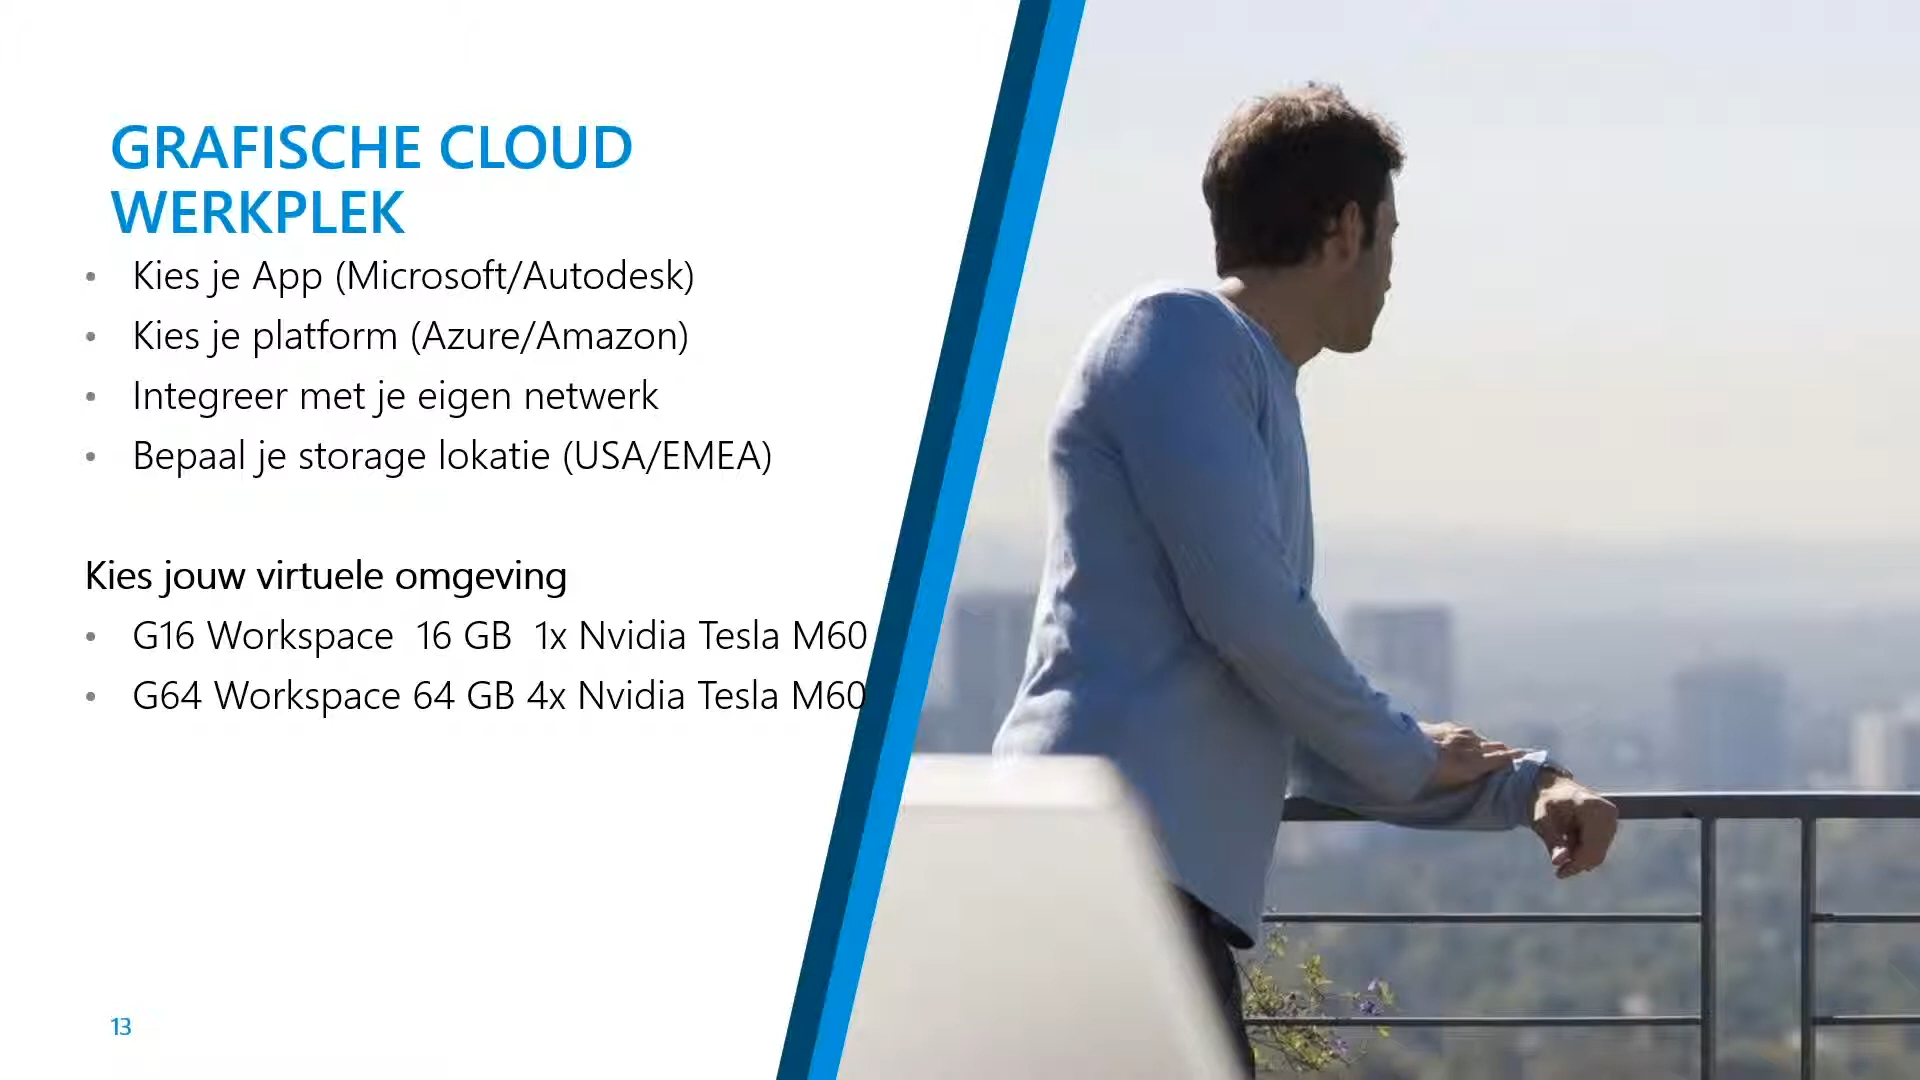 GRAFISCHE CLOUD
WERKPLEK
• Kies je App (Microsoft/Autodesk)
• Kies je platform (Azure/Amazon)
• Integreer met je eigen netwerk
• Bepaal je storage lokatie (USA/EMEA)
Kies jouw virtuele omgeving
• G16 Workspace  16 GB  1x Nvidia Tesla M60
• G64 Workspace 64 GB 4x Nvidia Tesla M60
13